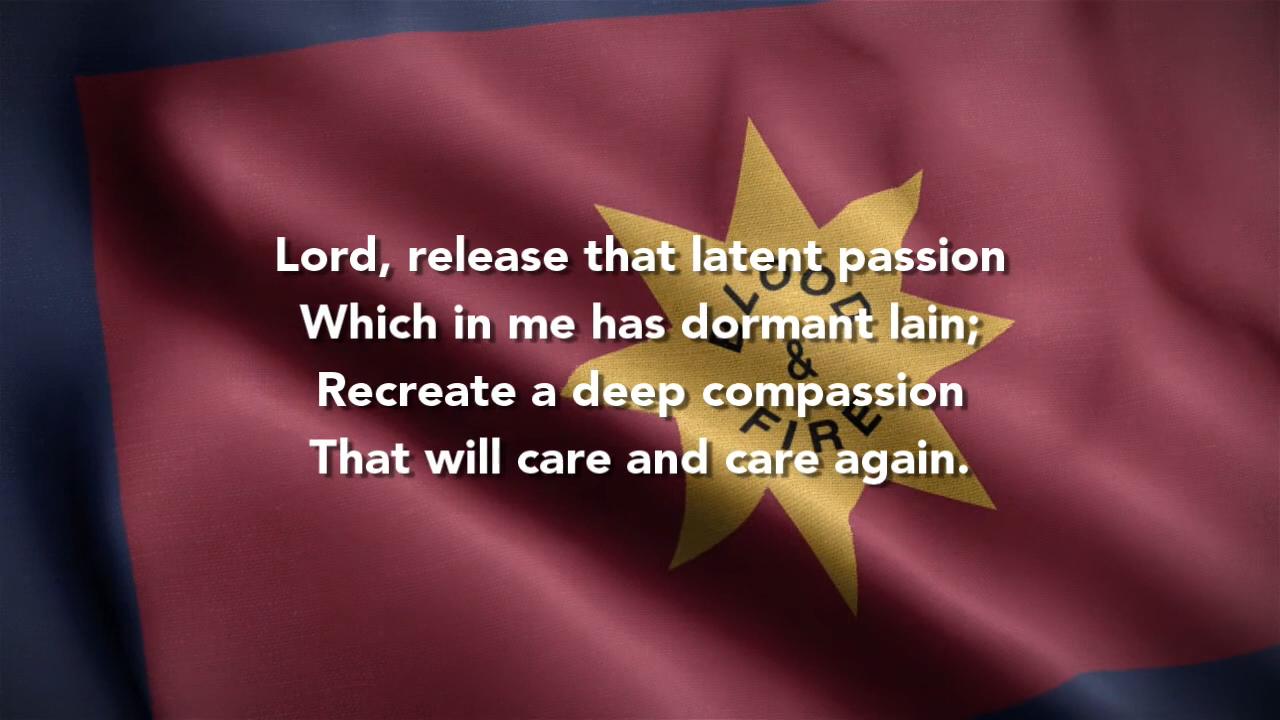 Lord, release that latent passion
Which in me has dormant lain;
Recreate a deep compassion
That will care and care again.
BLOOD
&
FIRE